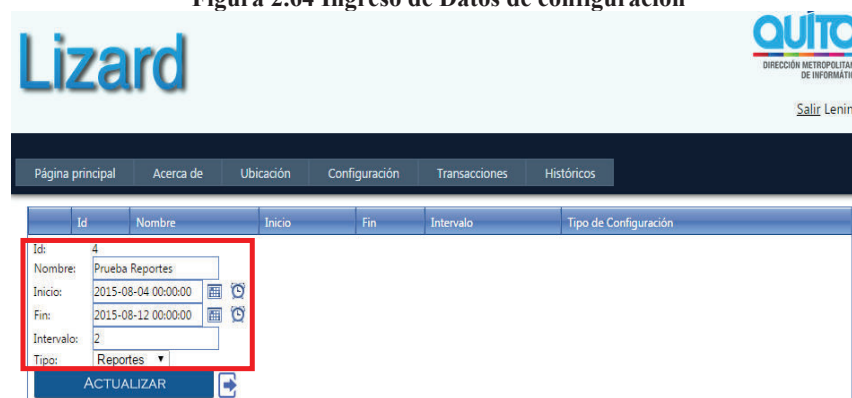 Figura 2.64 Ingreso de Datos de configuración
Lizard
QUITO
DIRECCIÓN METROPOLITA
DE INFORMÁTI
Salir Lenin
Página principal Acerca de Ubicación Configuración Transacciones Históricos
Id Nombre Inicio Fin Intervalo Tipo de Configuración
Id: 4
Nombre: Prueba Reportes
Inicio: 2015-08-04 00:00:00
Fin: 2015-08-12 00:00:00
Intervalo: 2
Tipo: Reportes
ACTUALIZAR